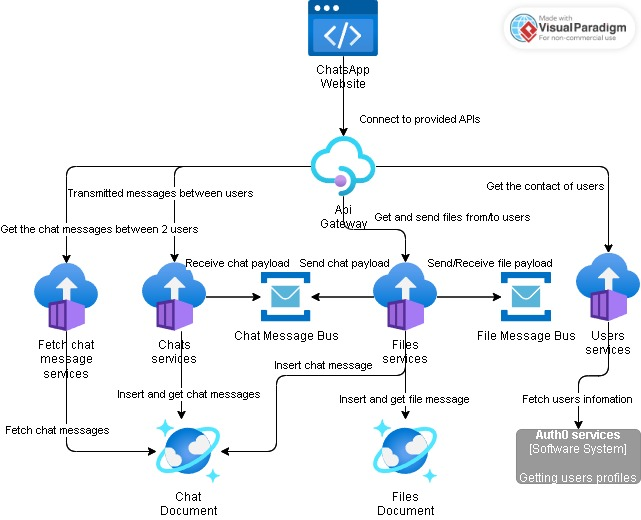 Made with
VisualParadigm
For non-commercial use
ChatsApp
Website
Connect to provided APIs
Transmitted messages between users
Get the contact of users
Api
Gateway
Get and send files from/to users
Get the chat messages between 2 users
Receive chat payload
Send chat payload
Send/Receive file payload
Fetch chat
message
services
Chats
services
Chat Message Bus
Files
services
File Message Bus
Users
services
Insert chat message
Insert and get chat messages
Insert and get file message
Fetch users infomation
Fetch chat messages
Auth0 services
[Software System]
Getting users profiles
Chat
Document
Files
Document